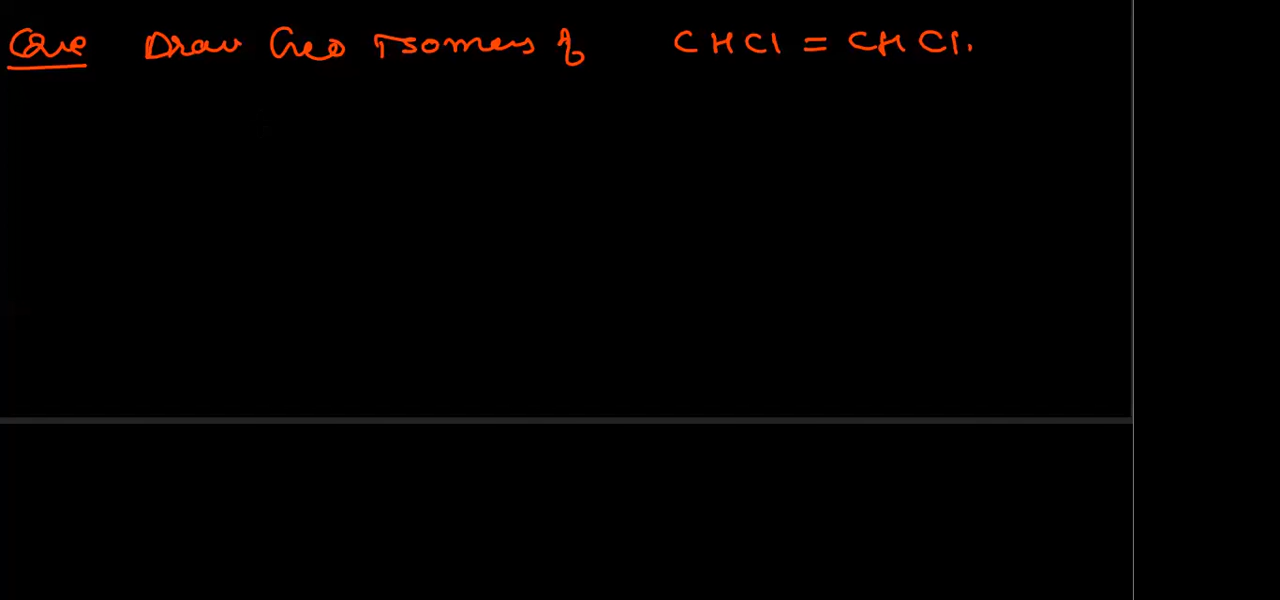 Que Draw Geo Isomers of CHCl = CHCl.